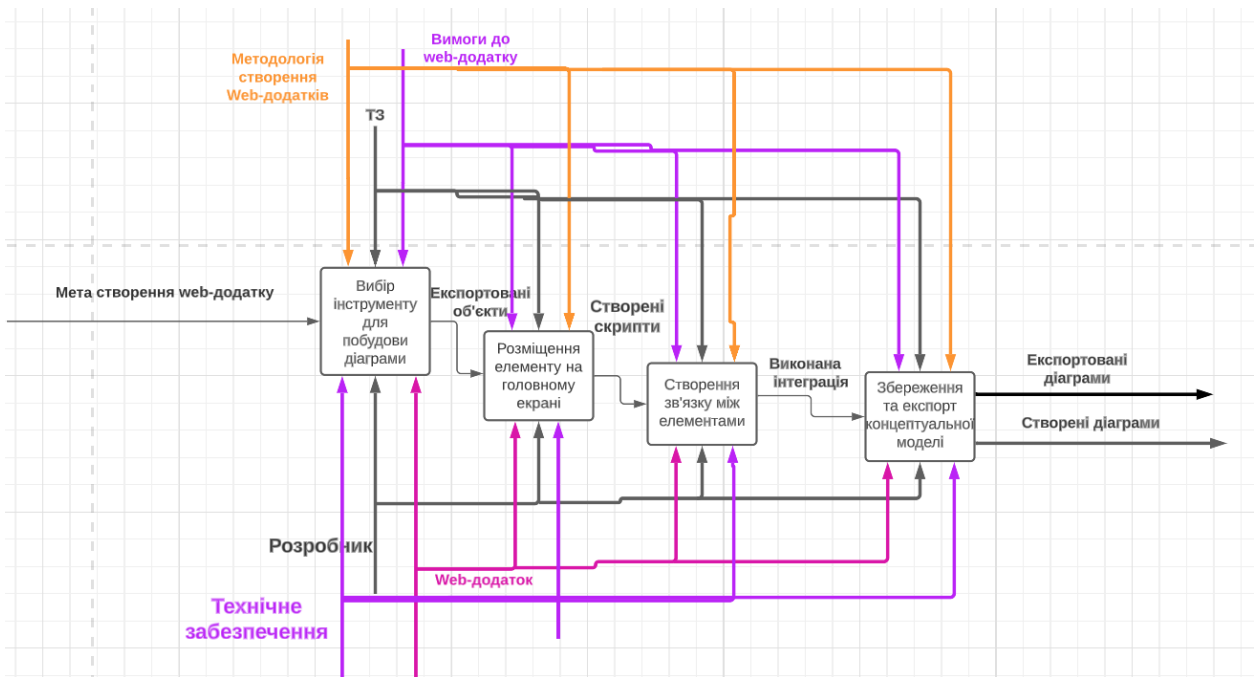 Вимоги до
web-додатку
Методологія
створення
Web-додатків
ТЗ
Мета створення web-додатку
Вибір
інструменту
для
побудови
діаграми
Експортовані
об'єкти
Розміщення
елементу на
головному
екрані
Створені
скрипти
Створення
зв'язку між
елементами
Виконана
інтеграція
Збереження
та експорт
концептуальної
моделі
Експортовані
діаграми
Створені діаграми
Розробник
Web-додаток
Технічне
забезпечення